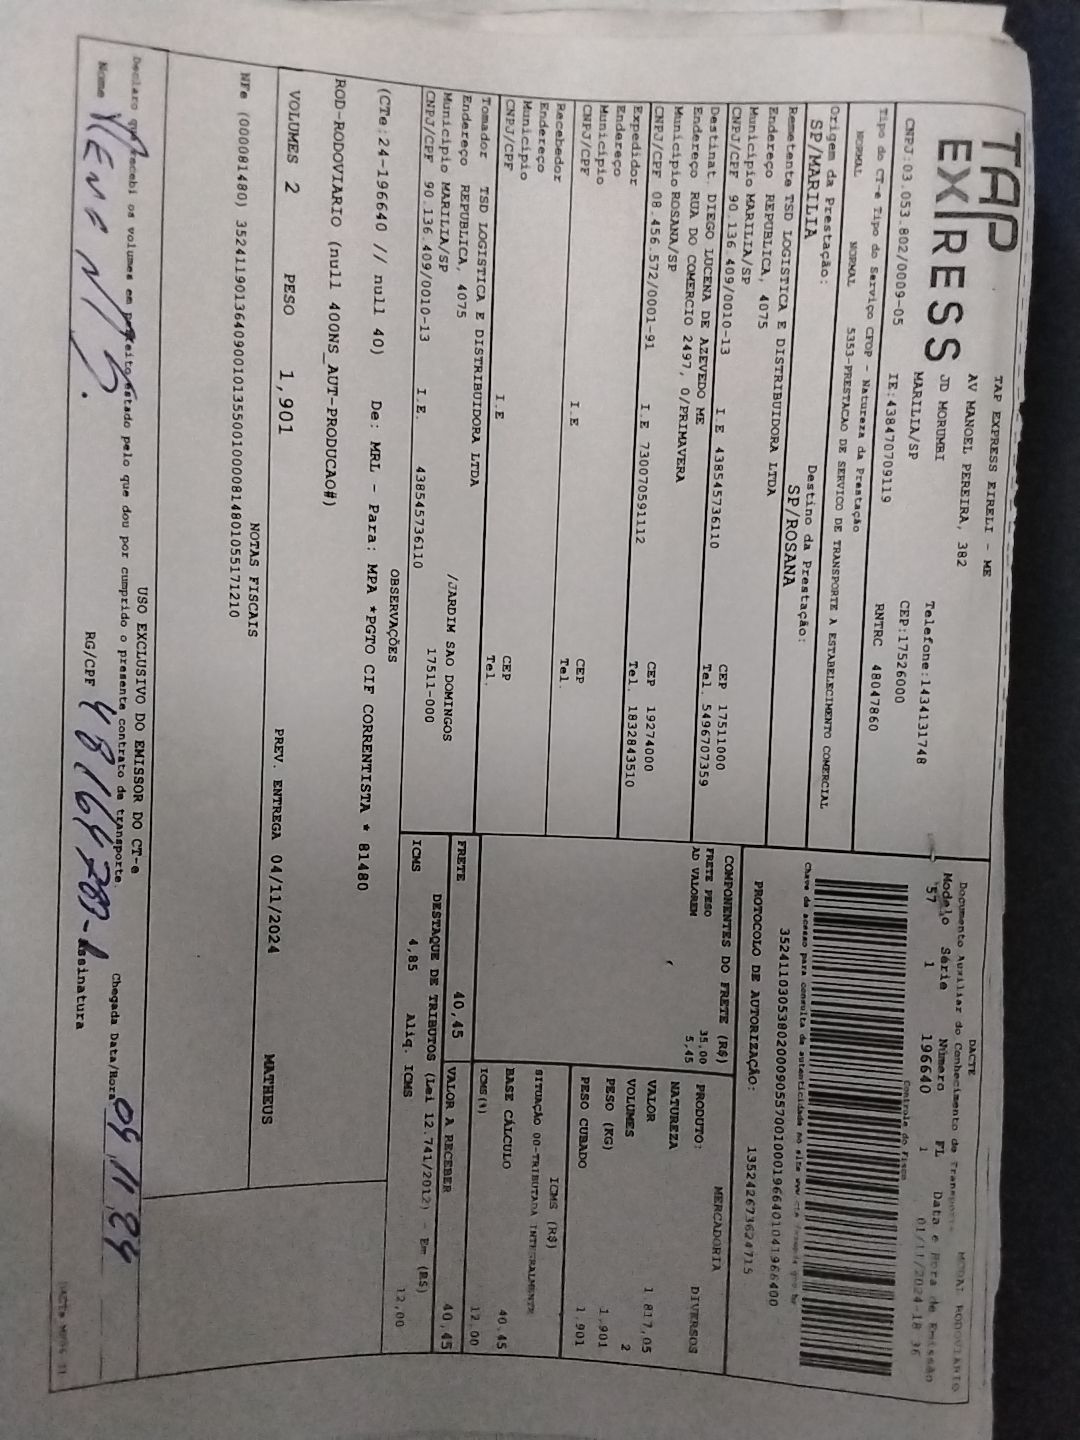 TAP
EXPRESS
TAP EXPRESS EIRELI - ME
AV MANOEL PEREIRA, 382
JD MORUMBI
MARILIA/SP
Telefone:1434131748
CEP:17526000
CNPJ:03.053.802/0009-05 IE:438470709119 RNTRC 48047860
DACTE MODAL RODOVIARIO
Documento Auxiliar do Conhecimento de Transporte
Modelo Série Número FL Data e Hora de Emissão
57 1 196640 1 01/11/2024-18 36
Controle do Fisco
Tipo do CT-e Tipo do Serviço CFOP - Natureza da Prestação
NORMAL NORMAL 5353-PRESTACAO DE SERVICO DE TRANSPORTE A ESTABELECIMENTO COMERCIAL
Origem da Prestação: Destino da Prestação:
SP/MARILIA SP/ROSANA
Chave de acesso para consulta de autenticidade no site
PROTOCOLO DE AUTORIZAÇÃO:
Remetente TSD LOGISTICA E DISTRIBUIDORA LTDA
Endereço REPUBLICA, 4075
Município MARILIA/SP CEP 17511000
CNPJ/CPF 90.136.409/0010-13 I.E 438545736110 Tel. 5496707359
Destinat. DIEGO LUCENA DE AZEVEDO ME
Endereço RUA DO COMERCIO 2497, 0/PRIMAVERA
Município ROSANA/SP CEP 19274000
CNPJ/CPF 08.456.572/0001-91 I.E 730070591112 Tel. 1832843510
Expedidor
Endereço
Município CEP
CNPJ/CPF I.E Tel.
Recebedor
Endereço
Município CEP
CNPJ/CPF I.E Tel.
Tomador TSD LOGISTICA E DISTRIBUIDORA LTDA
Endereço REPUBLICA, 4075 /JARDIM SAO DOMINGOS
Município MARILIA/SP 17511-000
CNPJ/CPF 90.136.409/0010-13 I.E. 438545736110
COMPONENTES DO FRETE (R$)
FRETE PESO 35,00
AD VALOREM 5,45
MERCADORIA
PRODUTO: DIVERSOS
NATUREZA
VALOR 1.817,05
VOLUMES 2
PESO (KG) 1,901
PESO CUBADO 1,901
ICMS (R$)
SITUAÇÃO 00-TRIBUTADA INTEGRALMENTE
BASE CÁLCULO 40,45
ICMS(%) 12,00
FRETE 40,45 VALOR A RECEBER 40,45
DESTAQUE DE TRIBUTOS (Lei 12.741/2012) - Em (R$)
ICMS 4,85 Aliq. ICMS 12,00
OBSERVAÇÕES
(CTe:24-196640 // null 40) De: MRL - Para: MPA *PGTO CIF CORRENTISTA * 81480
ROD-RODOVIARIO (null 400NS_AUT-PRODUCAO#)
VOLUMES 2 PESO 1,901 PREV. ENTREGA 04/11/2024 MATHEUS
NOTAS FISCAIS
USO EXCLUSIVO DO EMISSOR DO CT-e
Declaro que recebi os volumes em perfeito estado pelo que dou por cumprido o presente contrato de transporte.
Chegada Data/Hora
Nome RG/CPF Assinatura